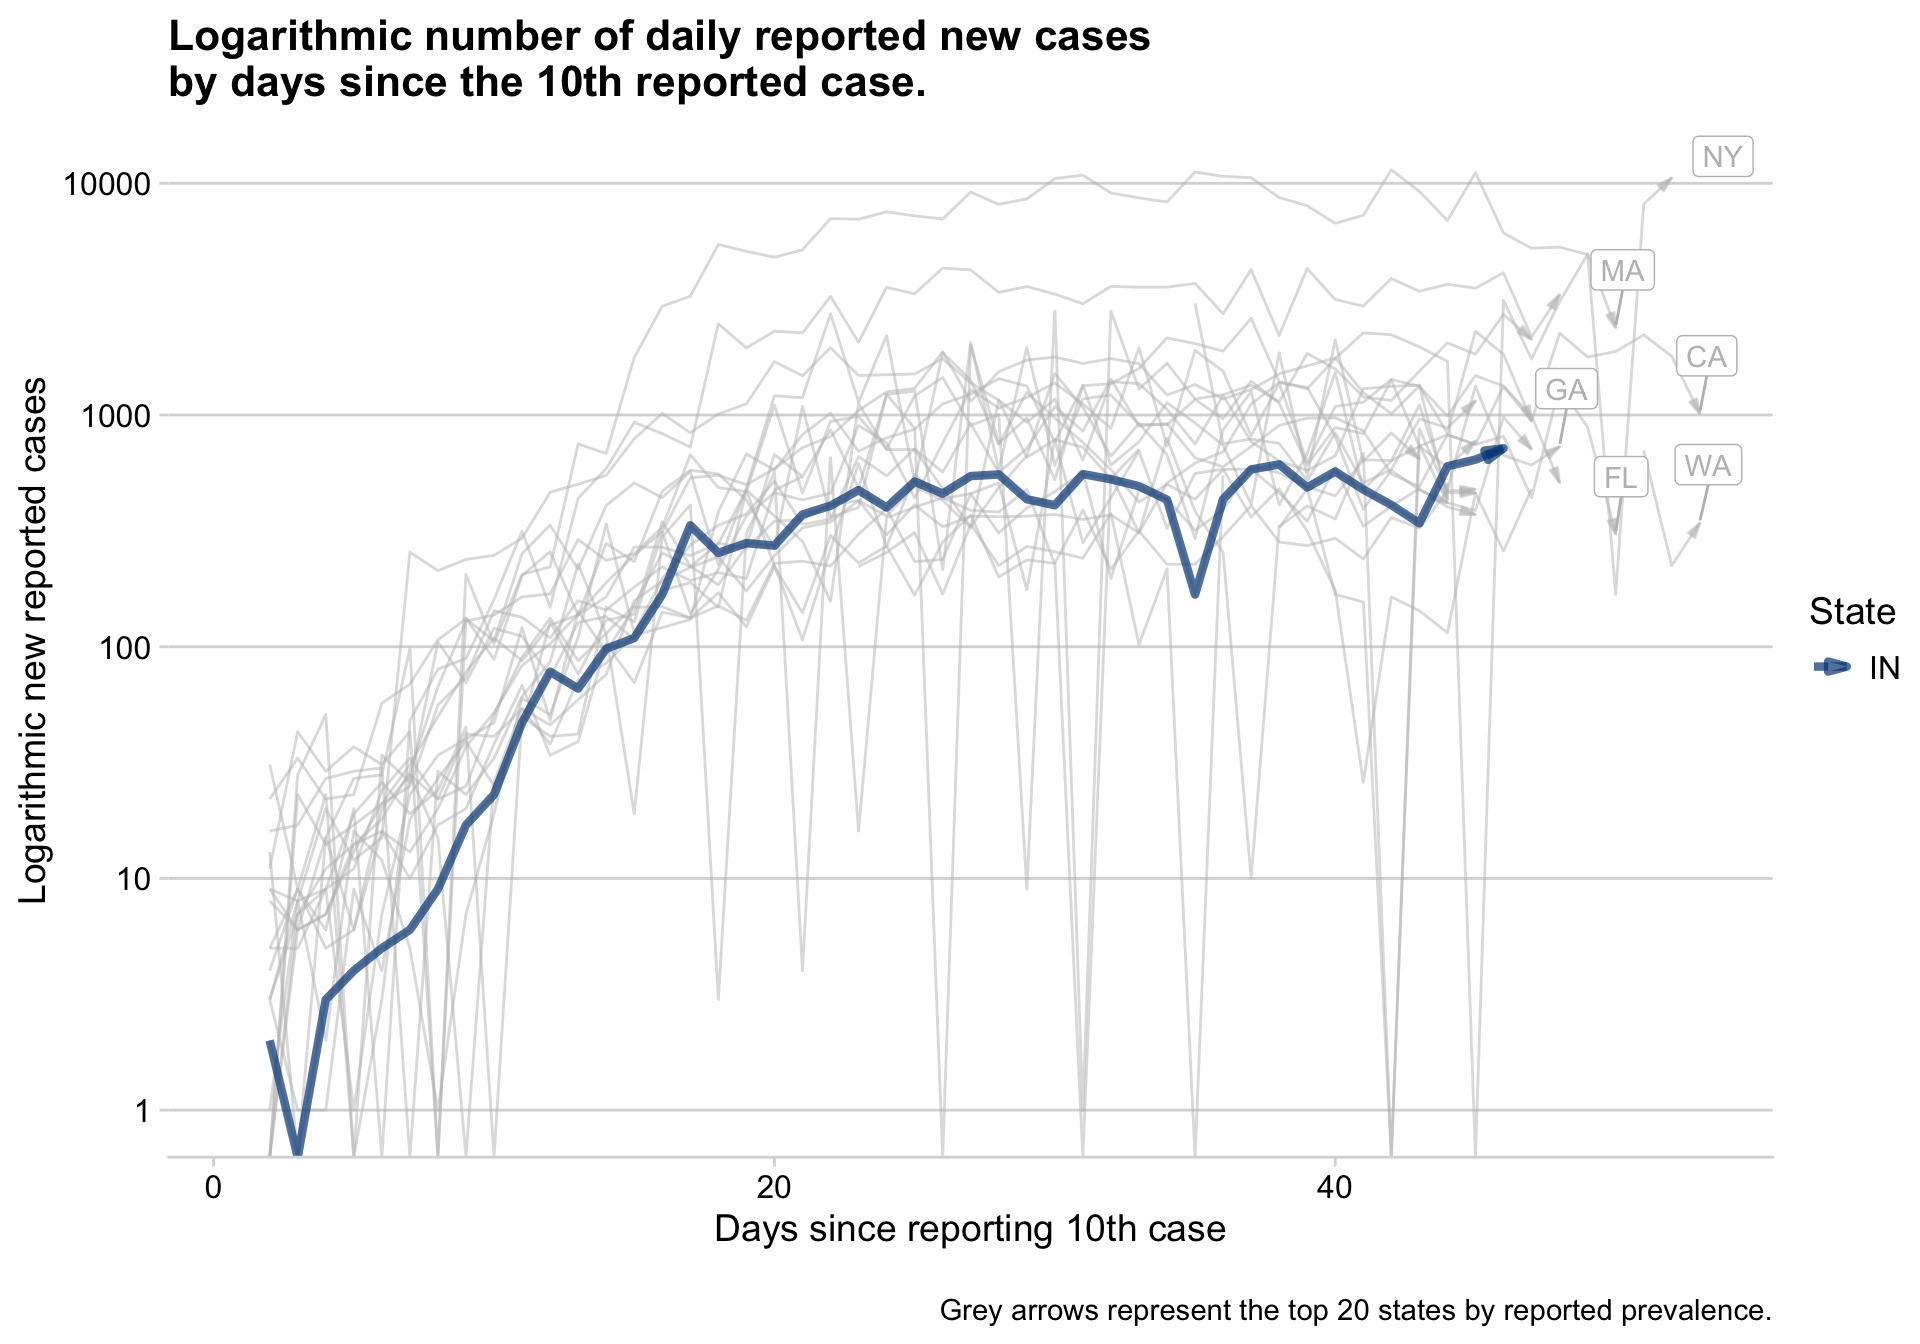 Logarithmic number of daily reported new cases
by days since the 10th reported case.
Logarithmic new reported cases
10000
1000
100
10
1
NY
MA
CA
GA
FL
WA
State
IN
0
20
40
Days since reporting 10th case
Grey arrows represent the top 20 states by reported prevalence.